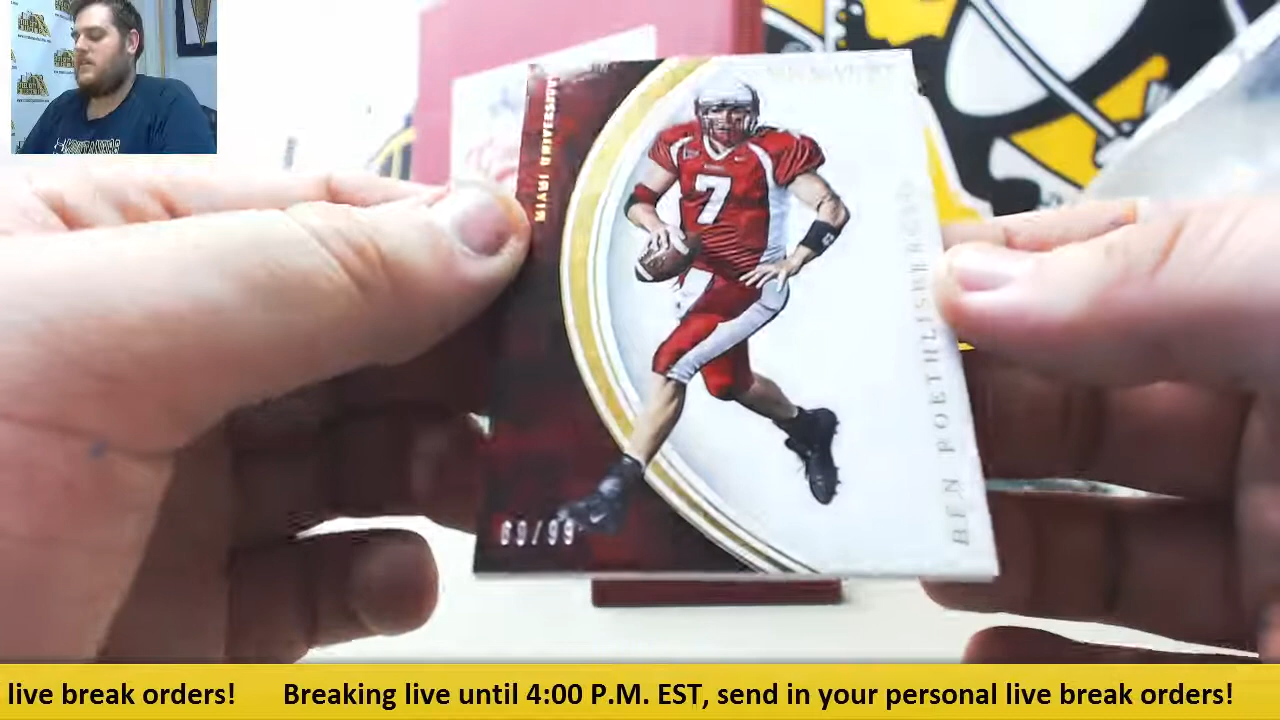 MIAMI UNIVERSITY
7
BEN ROETHLISBERGER
69/99
live break orders! Breaking live until 4:00 P.M. EST, send in your personal live break orders!